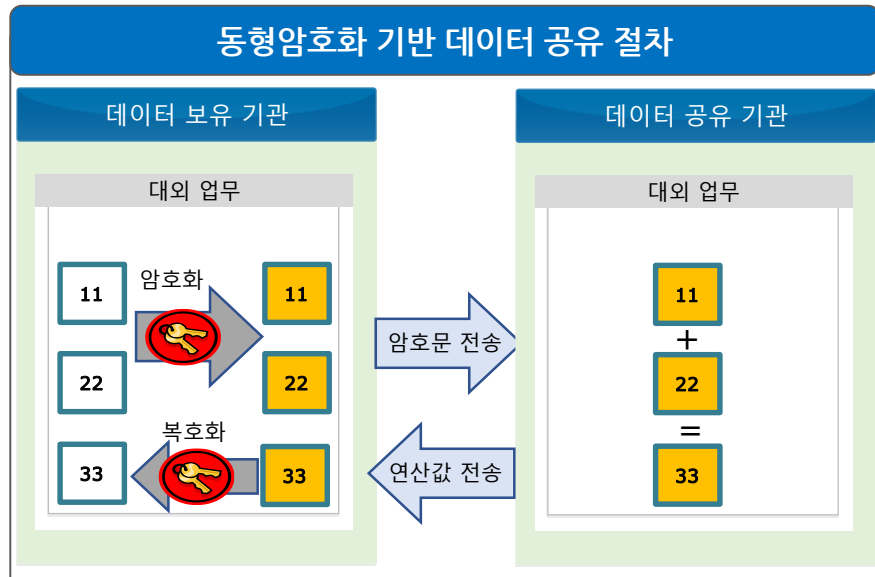 동형암호화 기반 데이터 공유 절차
데이터 보유 기관
데이터 공유 기관
대외 업무
대외 업무
암호화
11
11
22
22
복호화
33
33
암호문 전송
연산값 전송
11
+
22
=
33